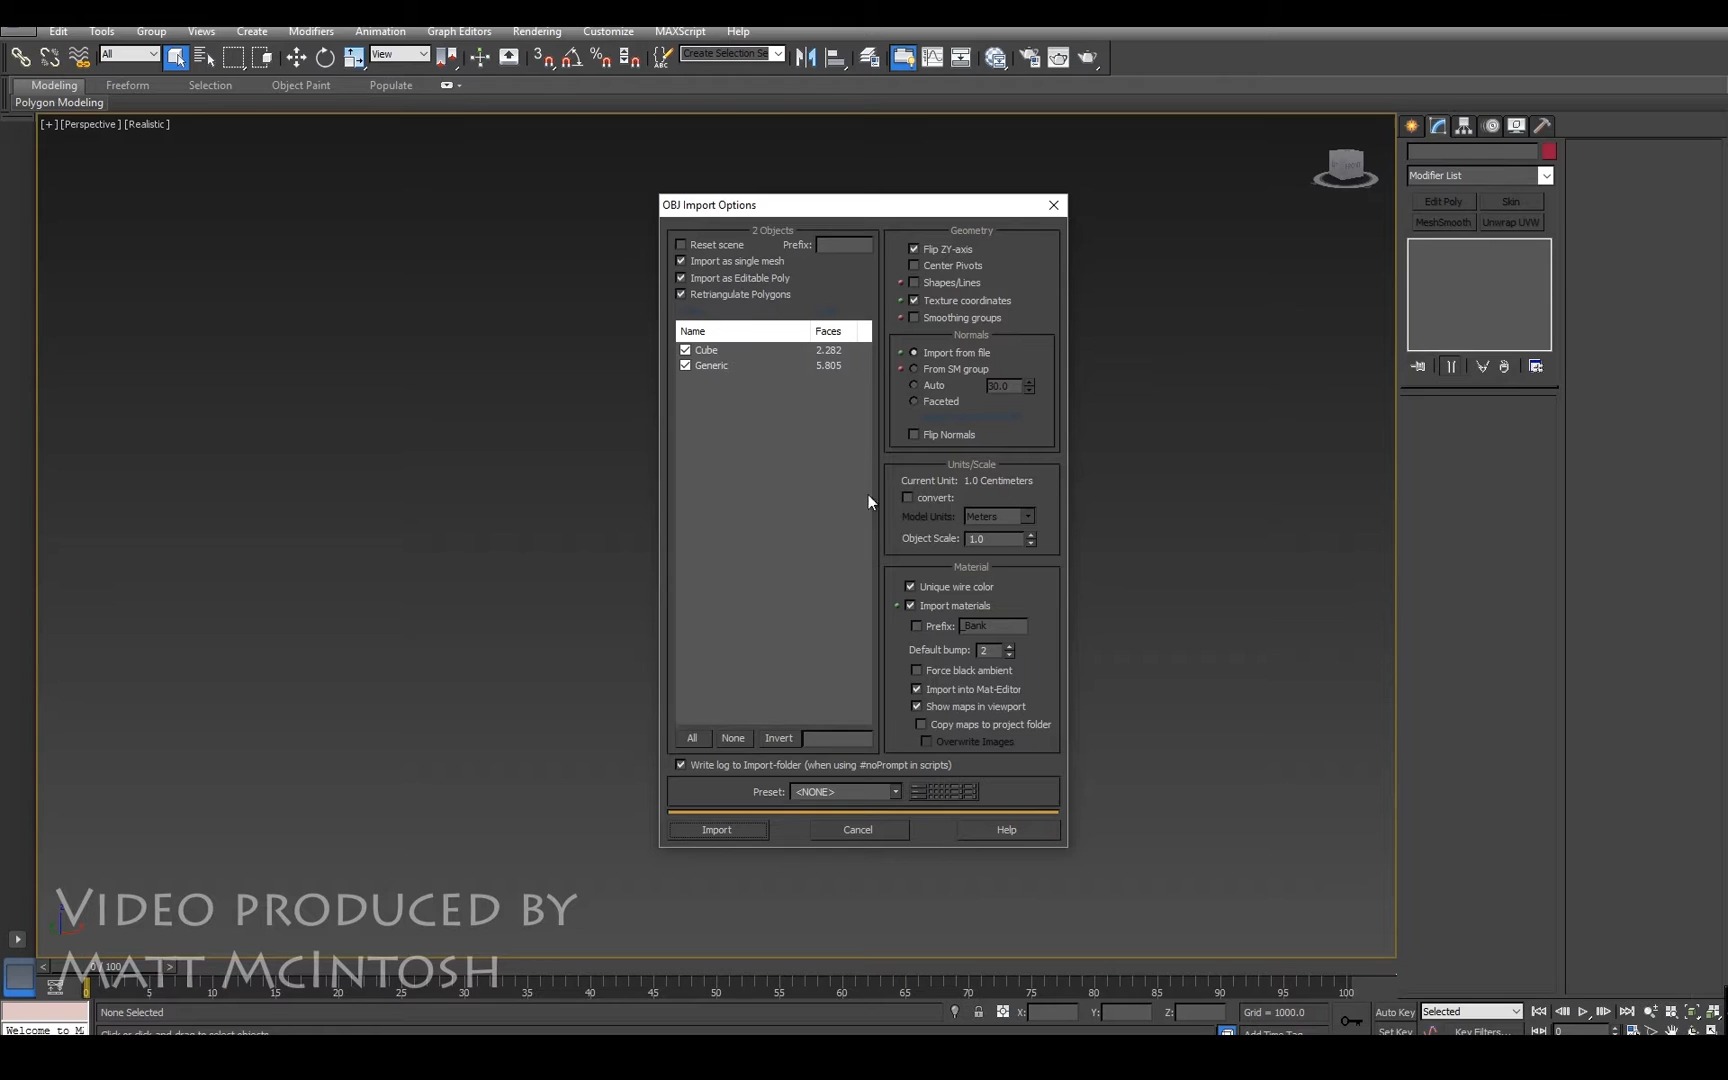 Edit Tools Group Views Create Modifiers Animation Graph Editors Rendering Customize MAXScript Help
All View Create Selection Se
Modeling Freeform Selection Object Paint Populate
Polygon Modeling
[+] [Perspective] [Realistic]
Modifier List
Edit Poly Skin
MeshSmooth Unwrap UVW
OBJ Import Options
2 Objects
Reset scene Prefix:
Import as single mesh
Import as Editable Poly
Retriangulate Polygons
Name Faces
Cube 2.282
Generic 5.805
All None Invert
Geometry
Flip ZY-axis
Center Pivots
Shapes/Lines
Texture coordinates
Smoothing groups
Normals
Import from file
From SM group
Auto 30.0
Faceted
Flip Normals
Units/Scale
Current Unit: 1.0 Centimeters
convert:
Model Units: Meters
Object Scale: 1.0
Material
Unique wire color
Import materials
Prefix: _Bank
Default bump: 2
Force black ambient
Import into Mat-Editor
Show maps in viewport
Copy maps to project folder
Overwrite Images
Write log to Import-folder (when using #noPrompt in scripts)
Preset: <NONE>
Import Cancel Help
Video produced by
Matt McIntosh
< 0 / 100 >
0 5 10 15 20 25 30 35 40 45 50 55 60 65 70 75 80 85 90 95 100
None Selected X: Y: Z: Grid = 1000.0 Auto Key Selected
Welcome to M Click or click-and-drag to select objects Add Time Tag Set Key Key Filters... 0